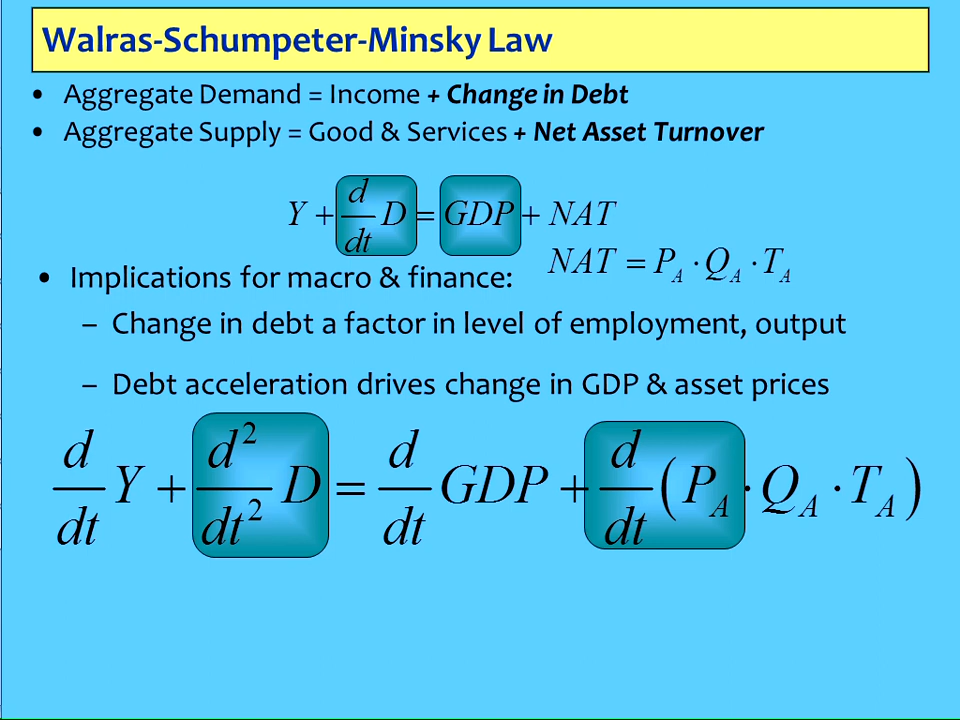 Walras-Schumpeter-Minsky Law
• Aggregate Demand = Income + Change in Debt
• Aggregate Supply = Good & Services + Net Asset Turnover
Y + d/dt D = GDP + NAT
NAT = P_A · Q_A · T_A
• Implications for macro & finance:
– Change in debt a factor in level of employment, output
– Debt acceleration drives change in GDP & asset prices
d/dt Y + d²/dt² D = d/dt GDP + d/dt (P_A · Q_A · T_A)